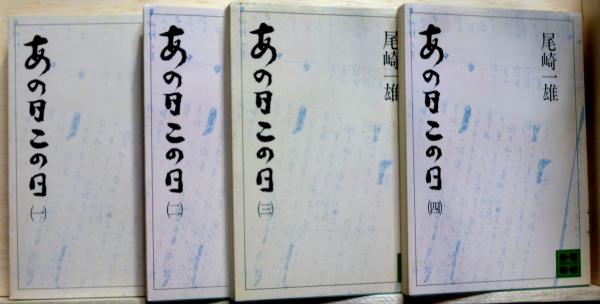 あの日この日
(一)
あの日この日
(二)
あの日この日
(三)
尾崎一雄
あの日この日
(四)
尾崎一雄